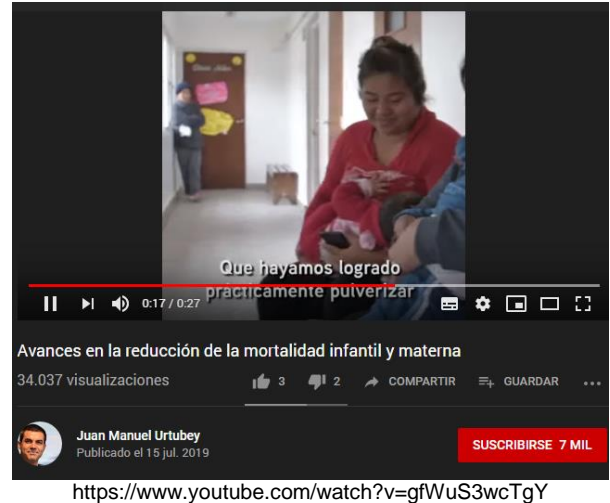 Que hayamos logrado
prácticamente pulverizar
0:17 / 0:27
Avances en la reducción de la mortalidad infantil y materna
34.037 visualizaciones
3
2
COMPARTIR
GUARDAR
Juan Manuel Urtubey
Publicado el 15 jul. 2019
SUSCRIBIRSE 7 MIL
https://www.youtube.com/watch?v=gfWuS3wcTgY